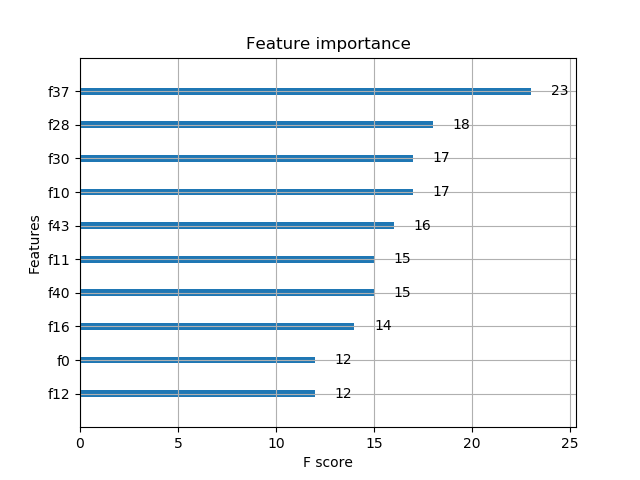 Feature importance
f37 23
f28 18
f30 17
f10 17
f43 16
f11 15
f40 15
f16 14
f0 12
f12 12
Features
0 5 10 15 20 25
F score